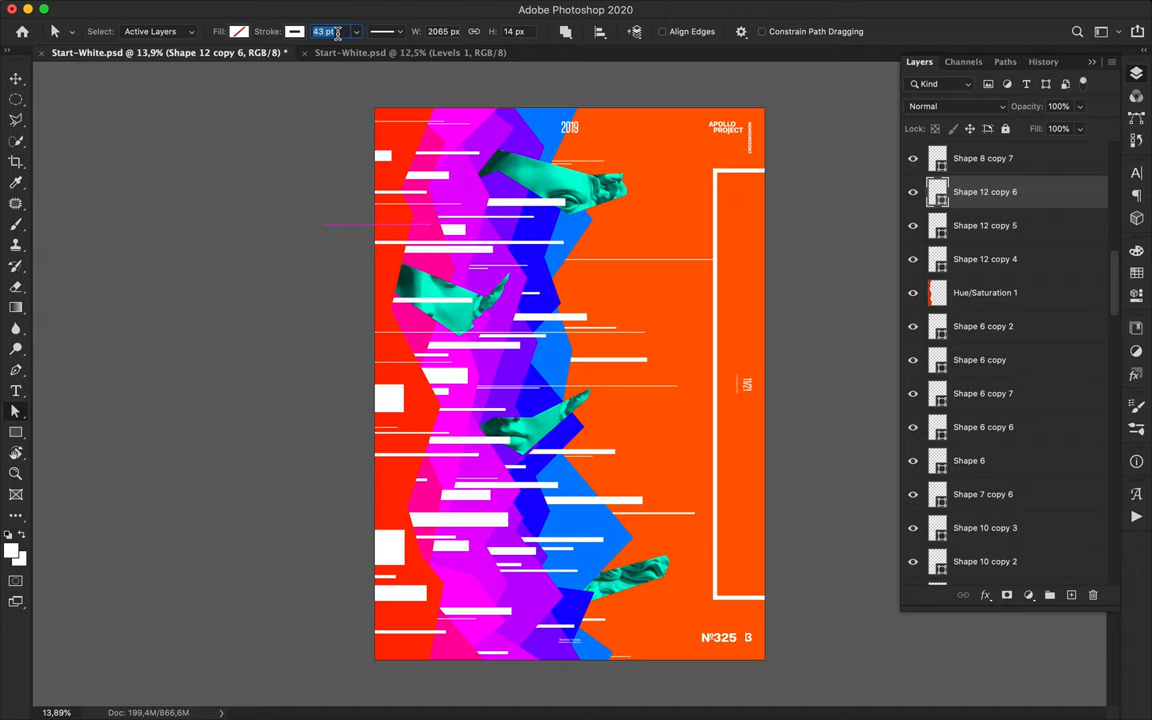 Adobe Photoshop 2020
Select: Active Layers Fill: Stroke: 43 pt W: 2065 px H: 14 px Align Edges Constrain Path Dragging
Start-White.psd @ 13,9% (Shape 12 copy 6, RGB/8) * Start-White.psd @ 12,5% (Levels 1, RGB/8)
Layers Channels Paths History
Kind
Normal Opacity: 100%
Lock: Fill: 100%
Shape 8 copy 7
Shape 12 copy 6
Shape 12 copy 5
Shape 12 copy 4
Hue/Saturation 1
Shape 6 copy 2
Shape 6 copy
Shape 6 copy 7
Shape 6 copy 6
Shape 6
Shape 7 copy 6
Shape 10 copy 3
Shape 10 copy 2
2019
APOLLO
PROJECT
11/21
Nº325 B
13,89% Doc: 199,4M/866,6M